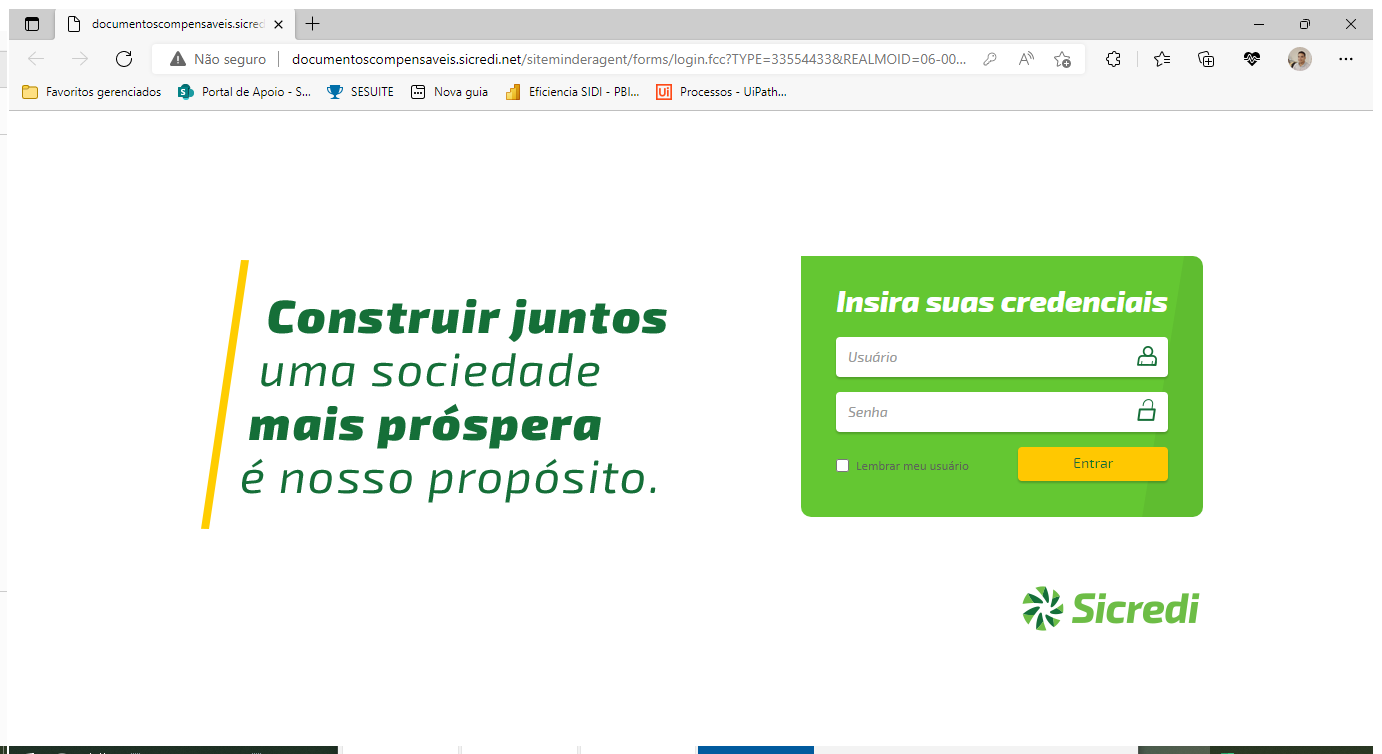 documentoscompensaveis.sicred
Não seguro
documentoscompensaveis.sicredi.net/siteminderagent/forms/login.fcc?TYPE=33554433&REALMOID=06-00...
Favoritos gerenciados
Portal de Apoio - S...
SESUITE
Nova guia
Eficiencia SIDI - PBI...
Processos - UiPath...
Construir juntos
uma sociedade
mais próspera
é nosso propósito.
Insira suas credenciais
Usuário
Senha
Lembrar meu usuário
Entrar
Sicredi